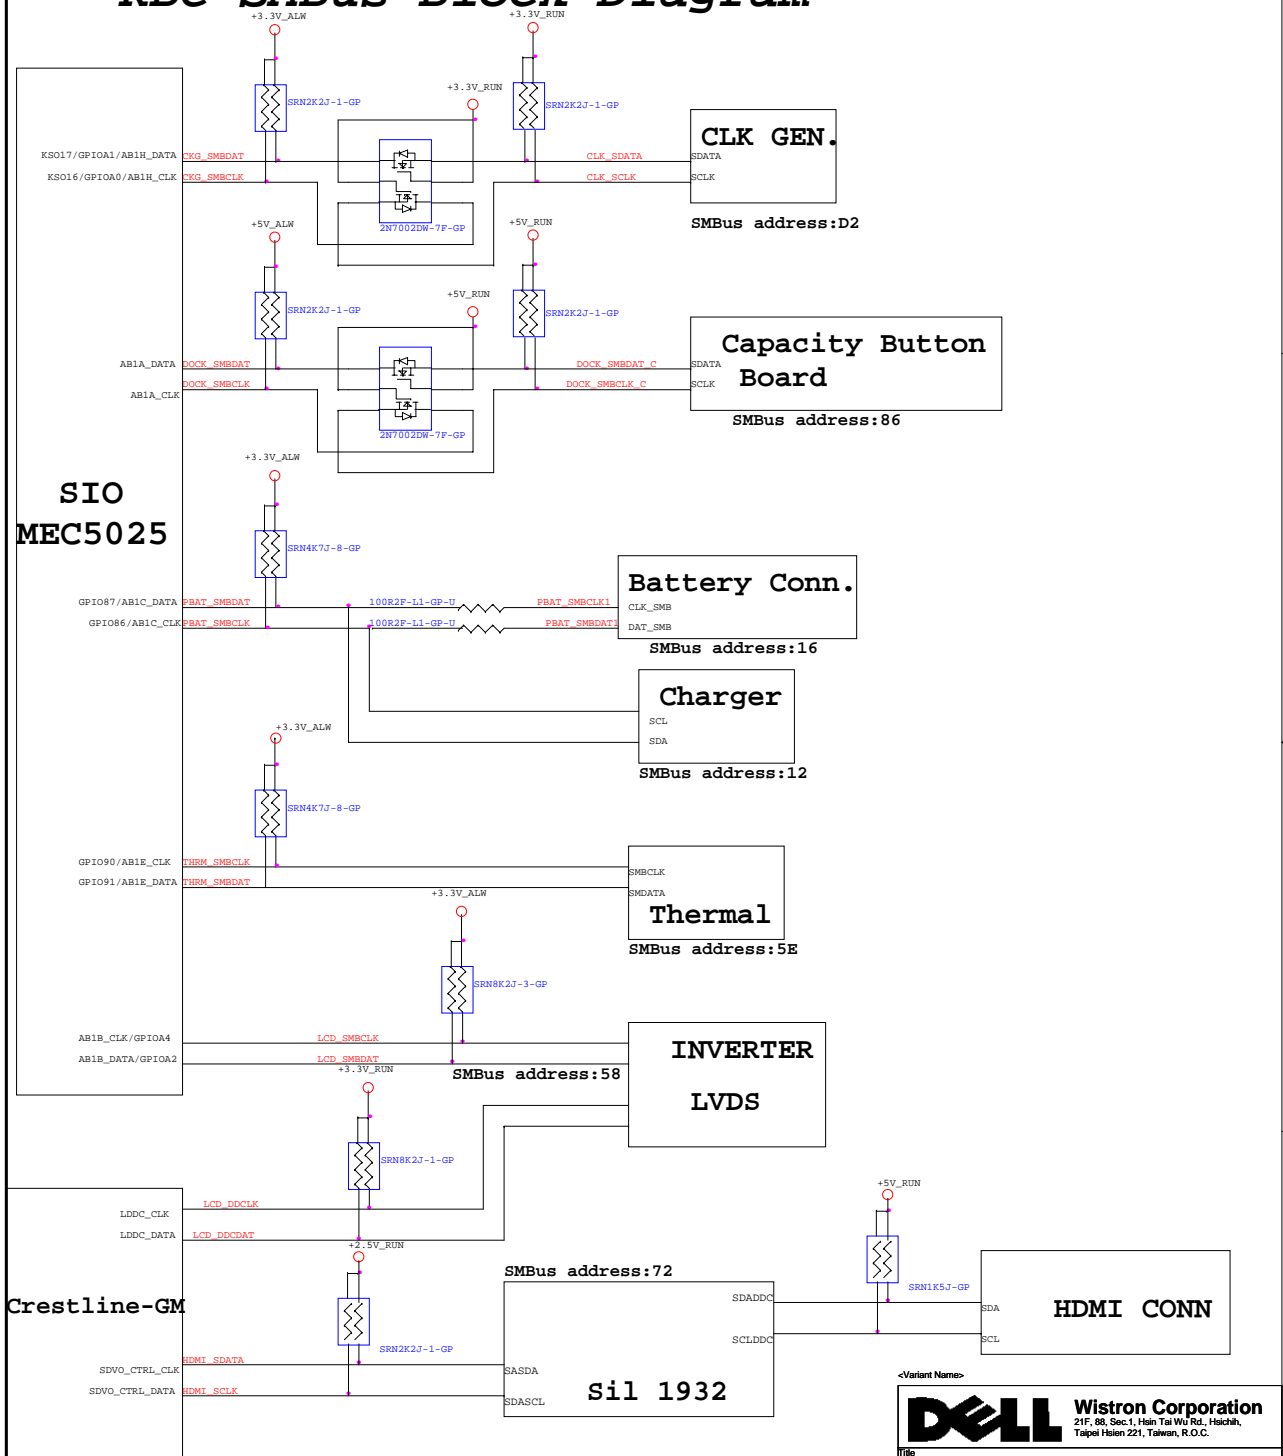 KBC SMBus Block Diagram
+3.3V_ALW
+3.3V_RUN
+3.3V_RUN
SRN2K2J-1-GP
SRN2K2J-1-GP
CLK GEN.
KSO17/GPIOA1/AB1H_DATA
CKG_SMBDAT
CLK_SDATA
SDATA
KSO16/GPIOA0/AB1H_CLK
CKG_SMBCLK
CLK_SCLK
SCLK
2N7002DW-7F-GP
SMBus address:D2
+5V_ALW
+5V_RUN
+5V_RUN
SRN2K2J-1-GP
SRN2K2J-1-GP
Capacity Button
Board
AB1A_DATA
DOCK_SMBDAT
DOCK_SMBDAT_C
SDATA
AB1A_CLK
DOCK_SMBCLK
DOCK_SMBCLK_C
SCLK
2N7002DW-7F-GP
SMBus address:86
+3.3V_ALW
SIO
MEC5025
SRN4K7J-8-GP
Battery Conn.
GPIO87/AB1C_DATA
PBAT_SMBDAT
100R2F-L1-GP-U
PBAT_SMBCLK1
CLK_SMB
GPIO86/AB1C_CLK
PBAT_SMBCLK
100R2F-L1-GP-U
PBAT_SMBDAT1
DAT_SMB
SMBus address:16
Charger
SCL
SDA
SMBus address:12
+3.3V_ALW
SRN4K7J-8-GP
GPIO90/AB1E_CLK
THRM_SMBCLK
SMBCLK
GPIO91/AB1E_DATA
THRM_SMBDAT
SMDATA
Thermal
SMBus address:5E
+3.3V_ALW
SRN8K2J-3-GP
AB1B_CLK/GPIOA4
LCD_SMBCLK
AB1B_DATA/GPIOA2
LCD_SMBDAT
INVERTER
LVDS
SMBus address:58
+3.3V_RUN
SRN8K2J-1-GP
LDDC_CLK
LCD_DDCLK
LDDC_DATA
LCD_DDCDAT
+5V_RUN
+2.5V_RUN
SMBus address:72
SRN1K5J-GP
Crestline-GM
SRN2K2J-1-GP
SDADDC
SDA
SCLDDC
SCL
HDMI CONN
SDVO_CTRL_CLK
HDMI_SDATA
SASDA
SDVO_CTRL_DATA
HDMI_SCLK
SDASCL
Sil 1932
<Variant Name>
DELL
Wistron Corporation
21F, 88, Sec.1, Hsin Tai Wu Rd., Hsichih,
Taipei Hsien 221, Taiwan, R.O.C.
Title